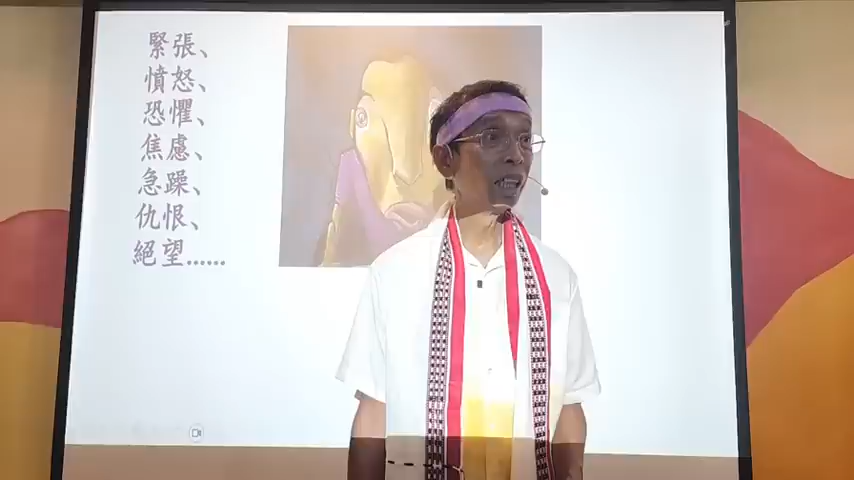 緊張、
憤怒、
恐懼、
焦慮、
急躁、
仇恨、
絕望......